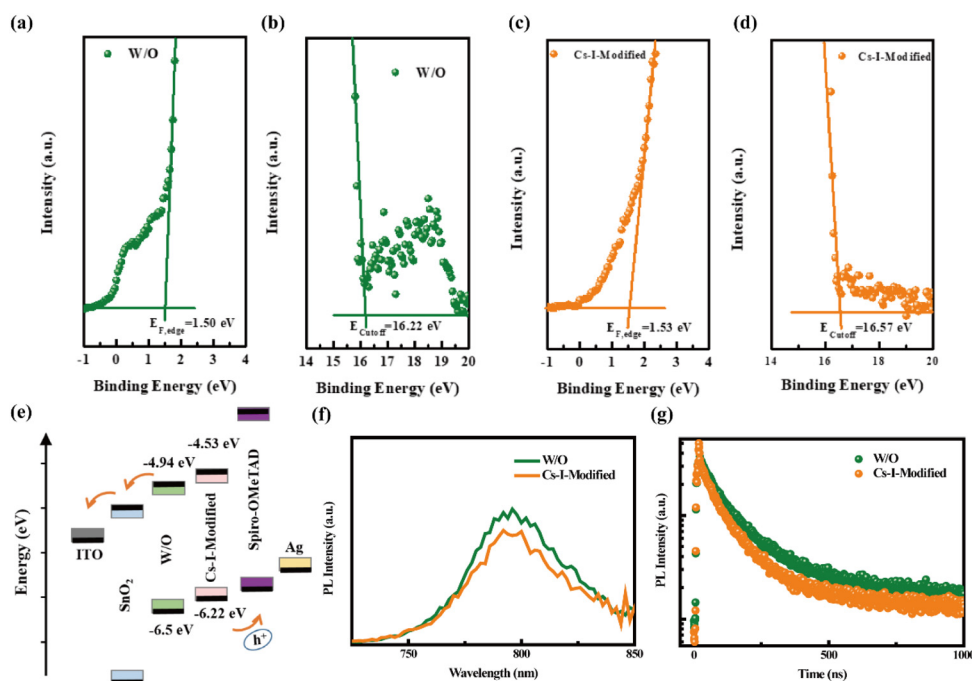 (a)
W/O
Intensity (a.u.)
E F,edge =1.50 eV
-1 0 1 2 3 4
Binding Energy (eV)
(b)
W/O
Intensity (a.u.)
E Cutoff =16.22 eV
14 15 16 17 18 19 20
Binding Energy (eV)
(c)
Cs-I-Modified
Intensity (a.u.)
E F,edge =1.53 eV
-1 0 1 2 3 4
Binding Energy (eV)
(d)
Cs-I-Modified
Intensity (a.u.)
E Cutoff =16.57 eV
14 16 18 20
Binding Energy (eV)
(e)
Energy (eV)
ITO
SnO2
-4.94 eV
W/O
-6.5 eV
-4.53 eV
Cs-I-Modified
-6.22 eV
Spiro-OMeTAD
Ag
h+
(f)
W/O
Cs-I-Modified
PL Intensity (a.u.)
750 800 850
Wavelength (nm)
(g)
W/O
Cs-I-Modified
PL Intensity (a.u.)
0 1000
Time (ns)